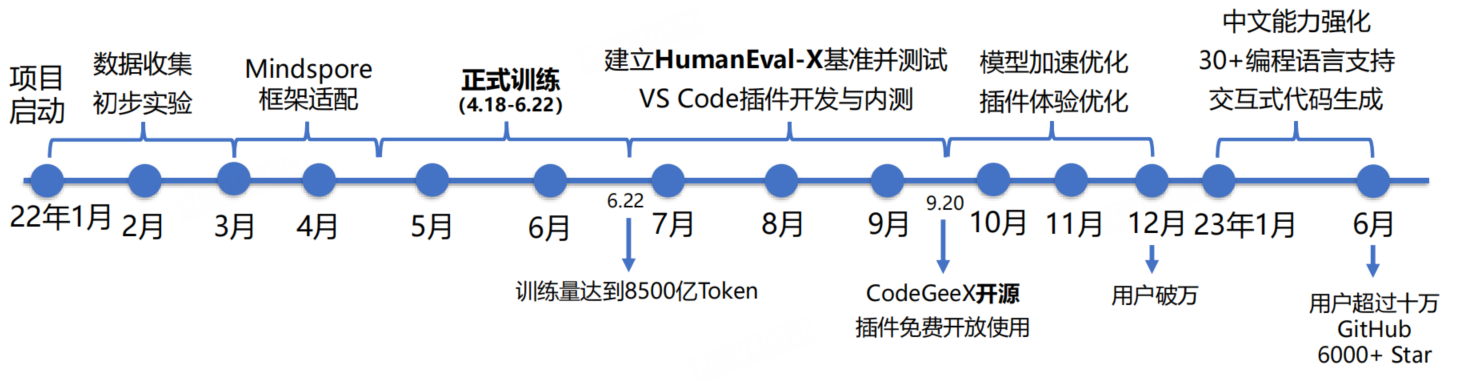 项目
启动
数据收集
初步实验
Mindspore
框架适配
正式训练
(4.18-6.22)
建立HumanEval-X基准并测试
VS Code插件开发与内测
模型加速优化
插件体验优化
中文能力强化
30+编程语言支持
交互式代码生成
22年1月
2月
3月
4月
5月
6月
6.22
7月
8月
9月
9.20
10月
11月
12月
23年1月
6月
训练量达到8500亿Token
CodeGeeX开源
插件免费开放使用
用户破万
用户超过十万
GitHub
6000+ Star